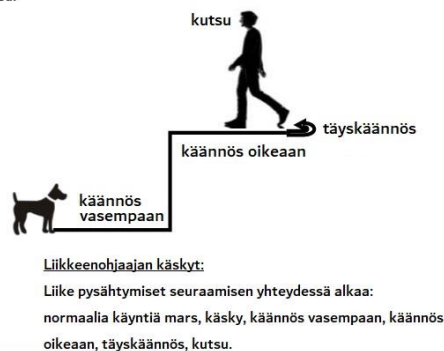 kutsu
täyskäännös
käännös oikeaan
käännös
vasempaan
Liikkeenohjaajan käskyt:
Liike pysähtymiset seuraamisen yhteydessä alkaa:
normaalia käyntiä mars, käsky, käännös vasempaan, käännös
oikeaan, täyskäännös, kutsu.